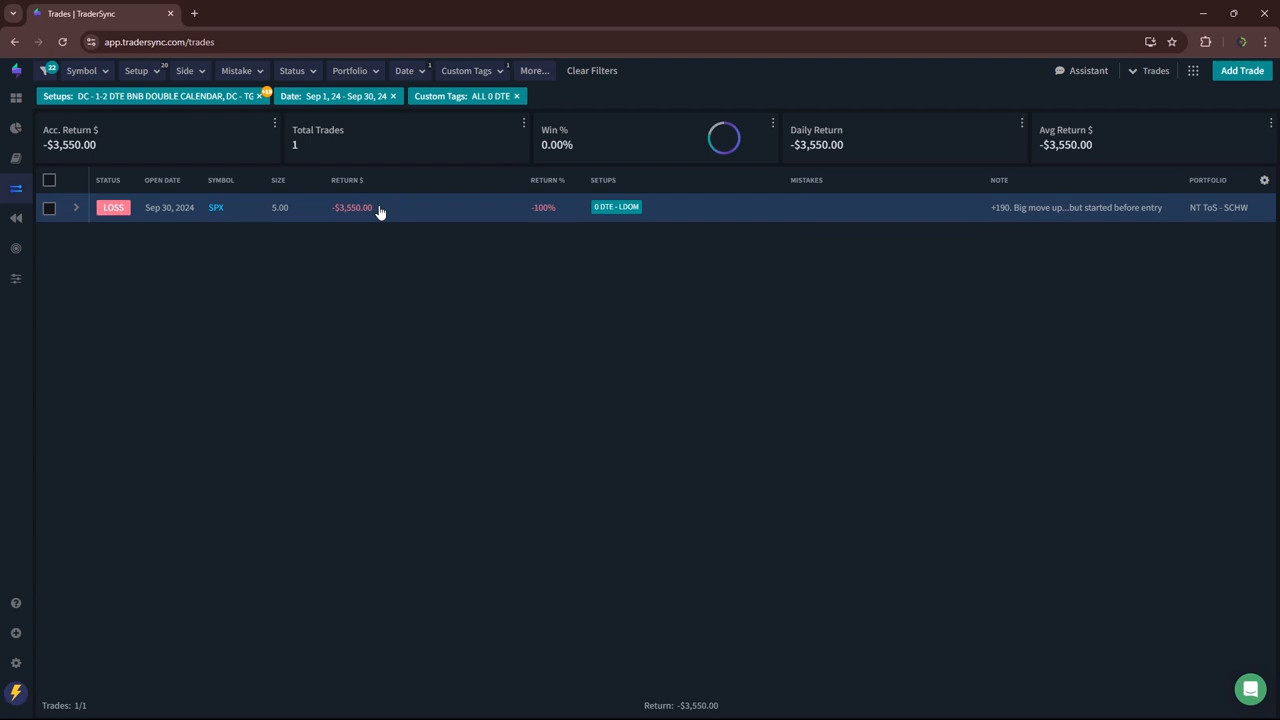 Trades | TraderSync
app.tradersync.com/trades
22 Symbol Setup 20 Side Mistake Status Portfolio Date 1 Custom Tags 1 More... Clear Filters Assistant Trades Add Trade
Setups: DC - 1-2 DTE BNB DOUBLE CALENDAR, DC - TG Date: Sep 1, 24 - Sep 30, 24 Custom Tags: ALL 0 DTE
Acc. Return $ Total Trades Win % Daily Return Avg Return $
-$3,550.00 1 0.00% -$3,550.00 -$3,550.00
STATUS OPEN DATE SYMBOL SIZE RETURN $ RETURN % SETUPS MISTAKES NOTE PORTFOLIO
LOSS Sep 30, 2024 SPX 5.00 -$3,550.00 -100% 0 DTE - LDOM +190. Big move up...but started before entry NT ToS - SCHW
Trades: 1/1 Return: -$3,550.00